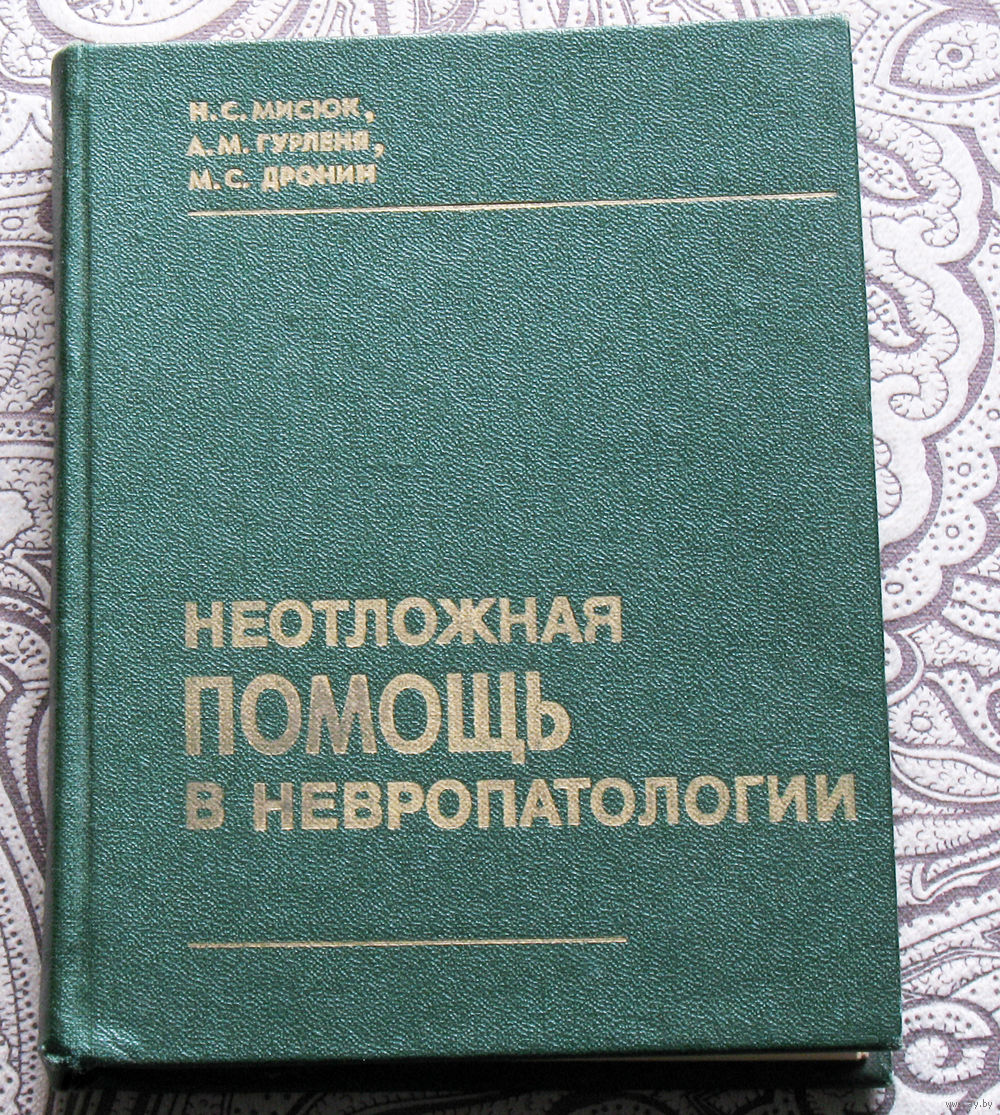 Н.С. МИСЮК,
А.М. ГУРЛЕНЯ,
М.С. ДРОНИН
НЕОТЛОЖНАЯ
ПОМОЩЬ
В НЕВРОПАТОЛОГИИ